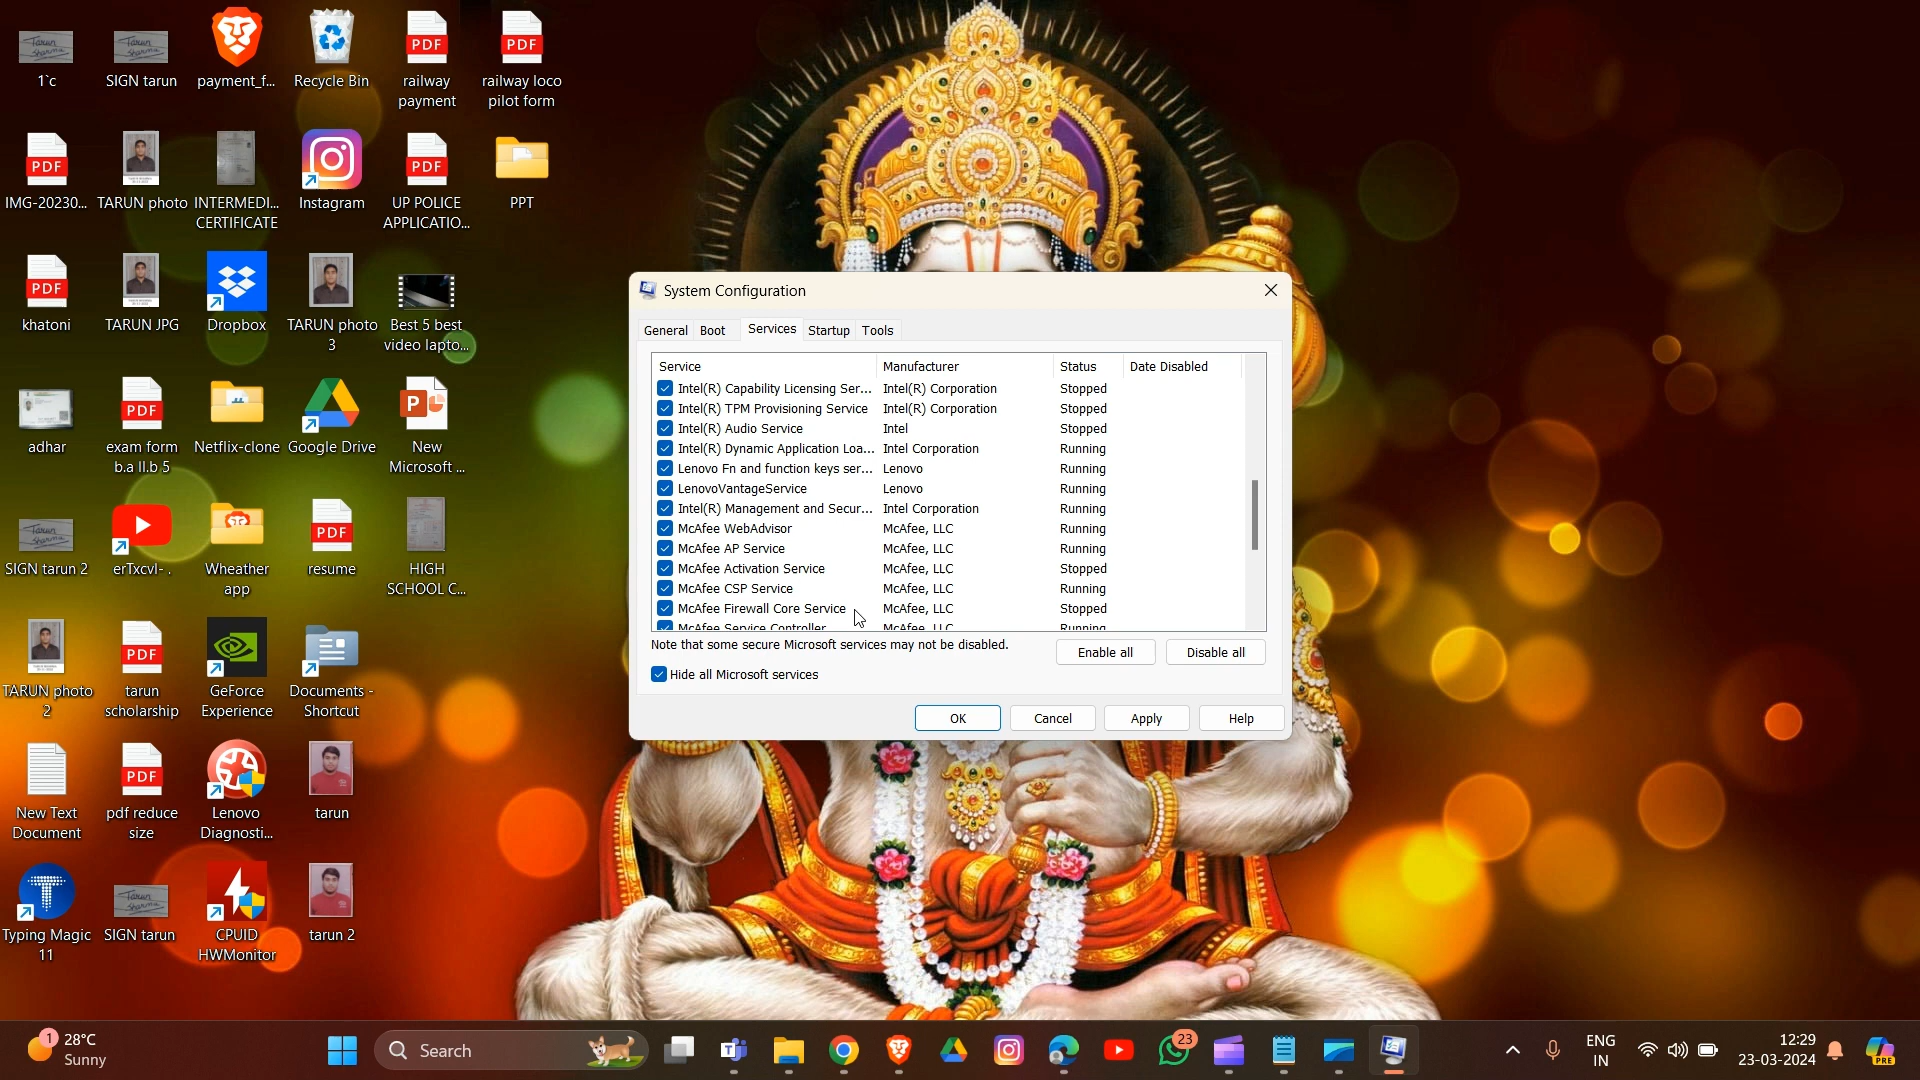 1`c
SIGN tarun
payment_f...
Recycle Bin
railway
payment
railway loco
pilot form
IMG-20230...
TARUN photo
INTERMEDI...
CERTIFICATE
Instagram
UP POLICE
APPLICATIO...
PPT
khatoni
TARUN JPG
Dropbox
TARUN photo
3
Best 5 best
video lapto...
adhar
exam form
b.a ll.b 5
Netflix-clone
Google Drive
New
Microsoft ...
SIGN tarun 2
erTxcvl- .
Wheather
app
resume
HIGH
SCHOOL C...
TARUN photo
2
tarun
scholarship
GeForce
Experience
Documents -
Shortcut
New Text
Document
pdf reduce
size
Lenovo
Diagnosti...
tarun
Typing Magic
11
SIGN tarun
CPUID
HWMonitor
tarun 2
System Configuration
General Boot Services Startup Tools
Service Manufacturer Status Date Disabled
Intel(R) Capability Licensing Ser... Intel(R) Corporation Stopped
Intel(R) TPM Provisioning Service Intel(R) Corporation Stopped
Intel(R) Audio Service Intel Stopped
Intel(R) Dynamic Application Loa... Intel Corporation Running
Lenovo Fn and function keys ser... Lenovo Running
LenovoVantageService Lenovo Running
Intel(R) Management and Secur... Intel Corporation Running
McAfee WebAdvisor McAfee, LLC Running
McAfee AP Service McAfee, LLC Running
McAfee Activation Service McAfee, LLC Stopped
McAfee CSP Service McAfee, LLC Running
McAfee Firewall Core Service McAfee, LLC Stopped
McAfee Service Controller McAfee, LLC Running
Note that some secure Microsoft services may not be disabled.
Enable all Disable all
Hide all Microsoft services
OK Cancel Apply Help
1
28°C
Sunny
Search
23
ENG
IN
12:29
23-03-2024
PRE